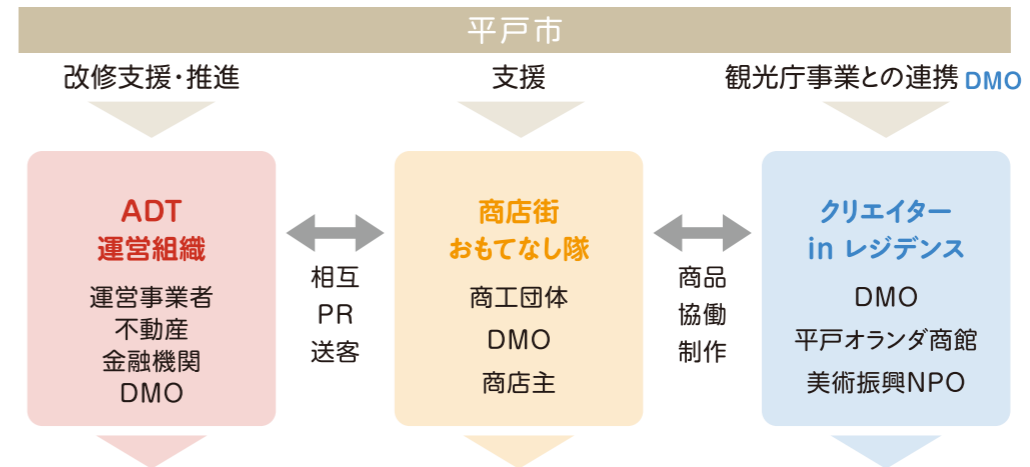 平戸市
改修支援・推進
支援
観光庁事業との連携 DMO
ADT
運営組織
運営事業者
不動産
金融機関
DMO
相互
PR
送客
商店街
おもてなし隊
商工団体
DMO
商店主
商品
協働
制作
クリエイター
in レジデンス
DMO
平戸オランダ商館
美術振興NPO